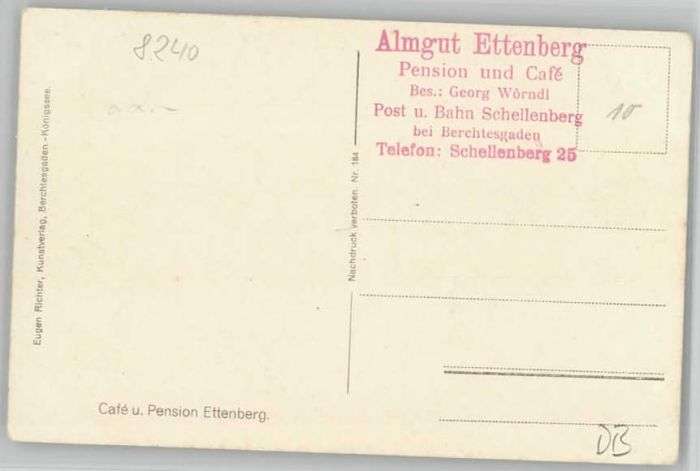 8240
Almgut Ettenberg
Pension und Café
Bes.: Georg Wörndl
Post u. Bahn Schellenberg
bei Berchtesgaden
Telefon: Schellenberg 25
10
Eugen Richter, Kunstverlag, Berchtesgaden-Königssee.
Nachdruck verboten. Nr. 184
Café u. Pension Ettenberg.
DB